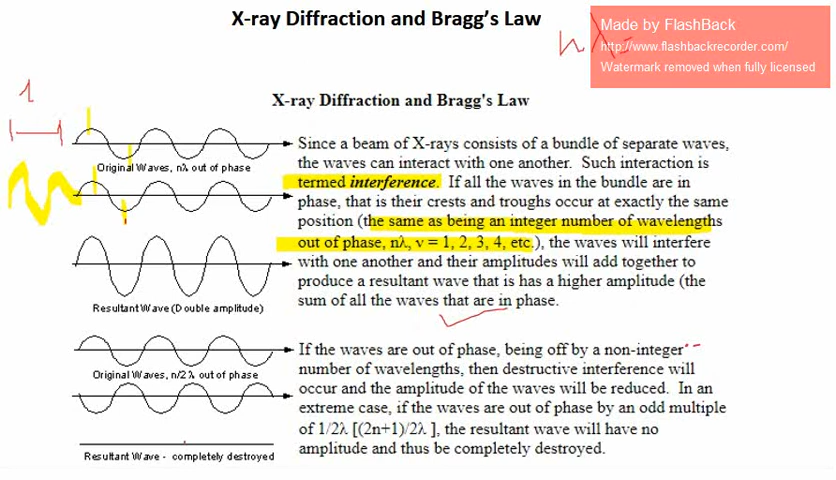 X-ray Diffraction and Bragg's Law
nλ=
Made by FlashBack
http://www.flashbackrecorder.com/
Watermark removed when fully licensed
1
X-ray Diffraction and Bragg's Law
Since a beam of X-rays consists of a bundle of separate waves,
the waves can interact with one another. Such interaction is
termed interference. If all the waves in the bundle are in
phase, that is their crests and troughs occur at exactly the same
position (the same as being an integer number of wavelengths
out of phase, nλ, ν = 1, 2, 3, 4, etc.), the waves will interfere
with one another and their amplitudes will add together to
produce a resultant wave that is has a higher amplitude (the
sum of all the waves that are in phase.
Original Waves, nλ out of phase
Resultant Wave (Double amplitude)
If the waves are out of phase, being off by a non-integer
number of wavelengths, then destructive interference will
occur and the amplitude of the waves will be reduced. In an
extreme case, if the waves are out of phase by an odd multiple
of 1/2λ [(2n+1)/2λ ], the resultant wave will have no
amplitude and thus be completely destroyed.
Original Waves, n/2 λ out of phase
Resultant Wave - completely destroyed